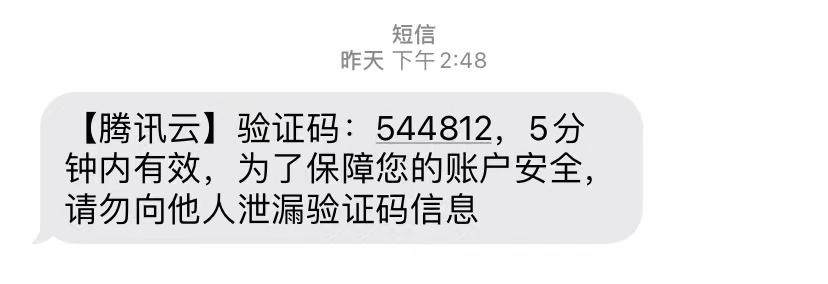 短信
昨天 下午2:48
【腾讯云】验证码：544812，5分
钟内有效，为了保障您的账户安全，
请勿向他人泄漏验证码信息